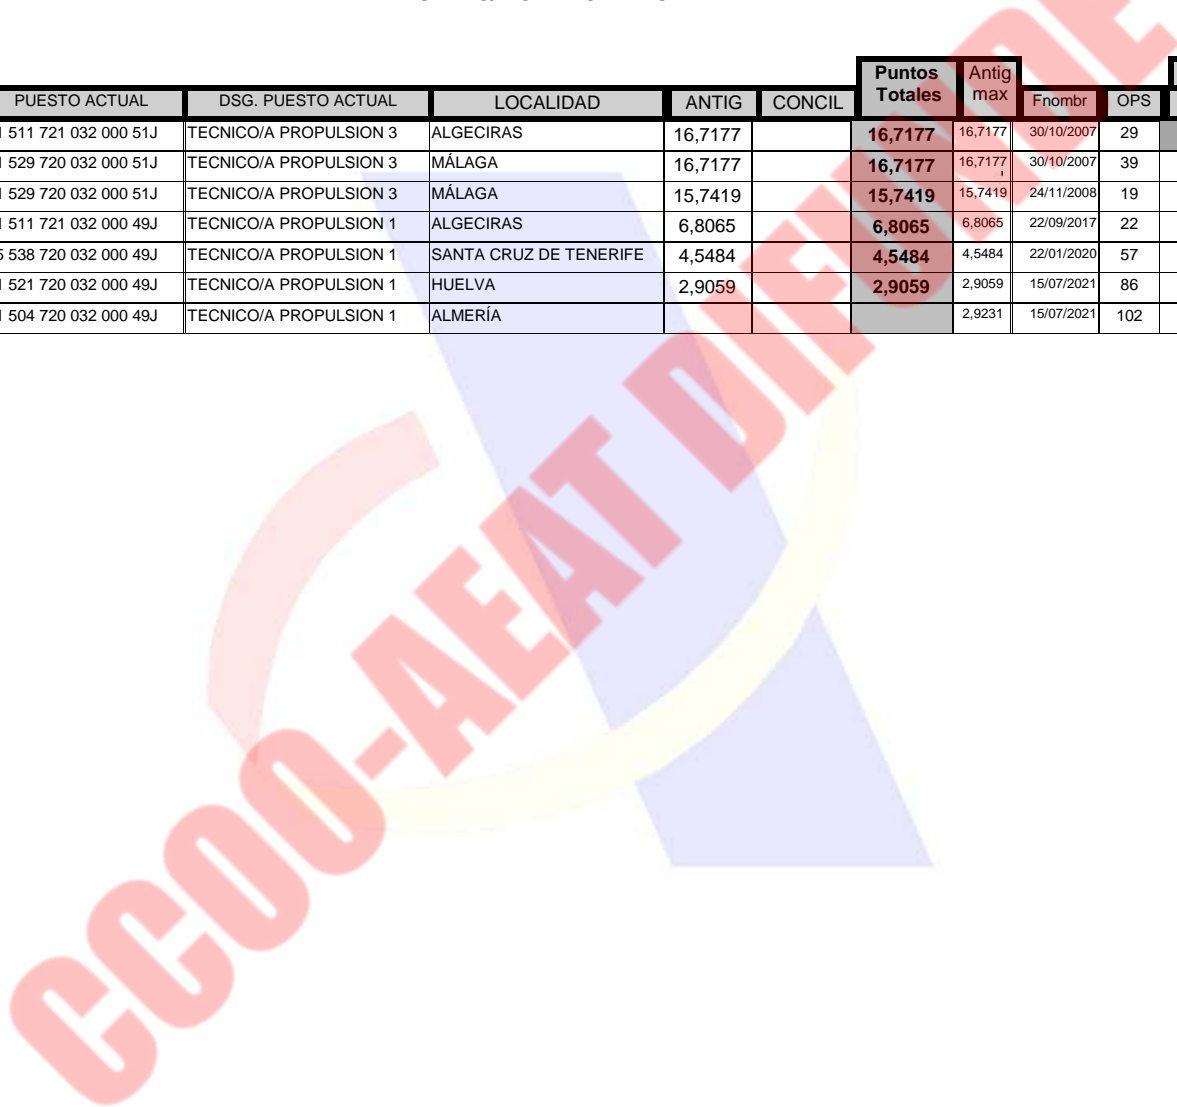 Puntos Totales Antig max
PUESTO ACTUAL DSG. PUESTO ACTUAL LOCALIDAD ANTIG CONCIL Fnombr OPS
511 721 032 000 51J TECNICO/A PROPULSION 3 ALGECIRAS 16,7177 16,7177 16,7177 30/10/2007 29
529 720 032 000 51J TECNICO/A PROPULSION 3 MÁLAGA 16,7177 16,7177 16,7177 30/10/2007 39
529 720 032 000 51J TECNICO/A PROPULSION 3 MÁLAGA 15,7419 15,7419 15,7419 24/11/2008 19
511 721 032 000 49J TECNICO/A PROPULSION 1 ALGECIRAS 6,8065 6,8065 6,8065 22/09/2017 22
538 720 032 000 49J TECNICO/A PROPULSION 1 SANTA CRUZ DE TENERIFE 4,5484 4,5484 4,5484 22/01/2020 57
521 720 032 000 49J TECNICO/A PROPULSION 1 HUELVA 2,9059 2,9059 2,9059 15/07/2021 86
504 720 032 000 49J TECNICO/A PROPULSION 1 ALMERÍA 2,9231 15/07/2021 102
CCOO-AEAT DIFUNDE